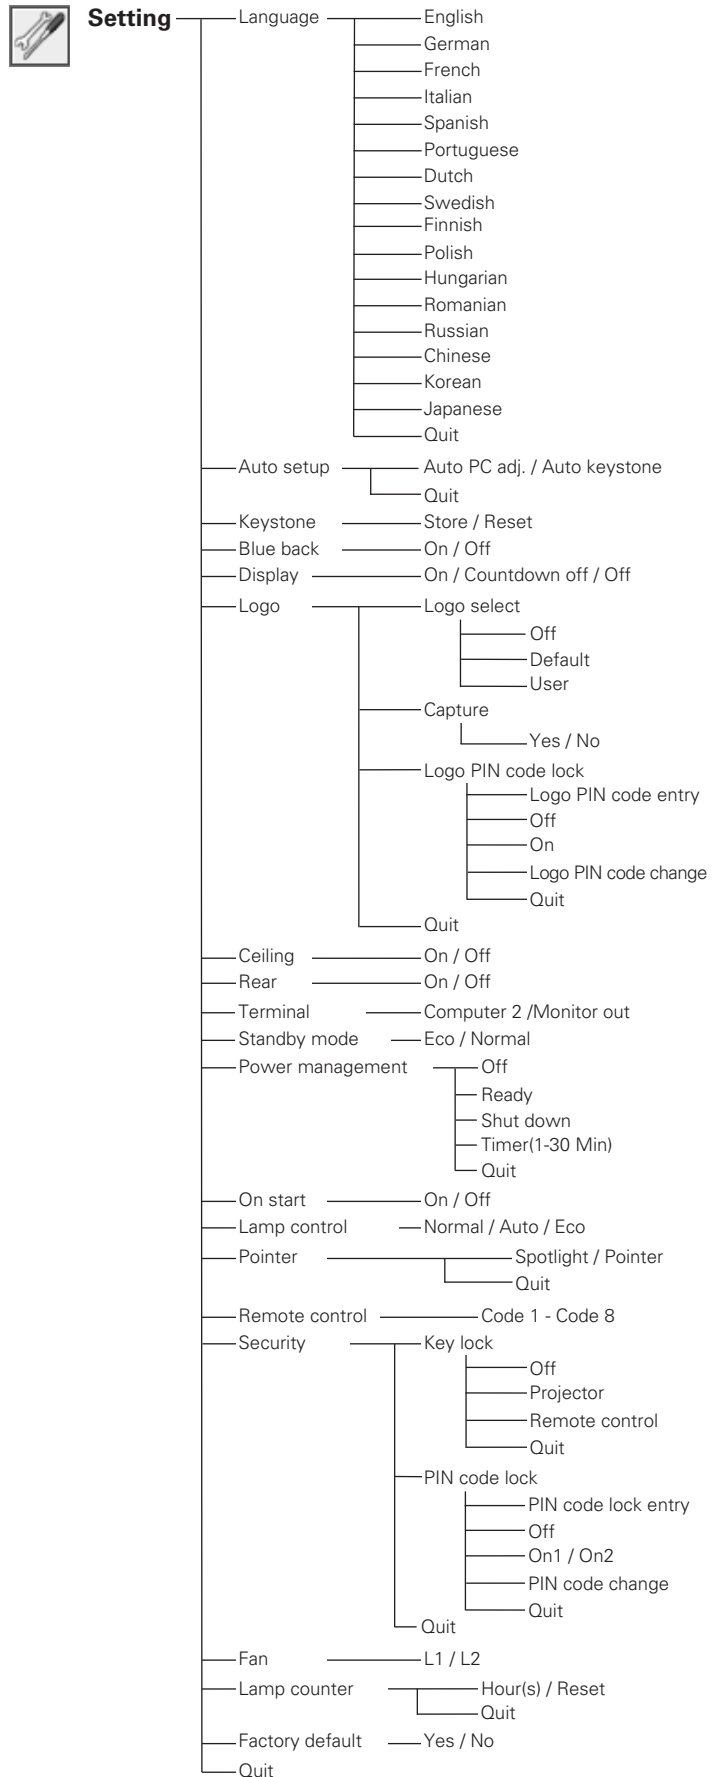 Setting Language English
German
French
Italian
Spanish
Portuguese
Dutch
Swedish
Finnish
Polish
Hungarian
Romanian
Russian
Chinese
Korean
Japanese
Quit
Auto setup Auto PC adj. / Auto keystone
Quit
Keystone Store / Reset
Blue back On / Off
Display On / Countdown off / Off
Logo Logo select
Off
Default
User
Capture
Yes / No
Logo PIN code lock
Logo PIN code entry
Off
On
Logo PIN code change
Quit
Quit
Ceiling On / Off
Rear On / Off
Terminal Computer 2 /Monitor out
Standby mode Eco / Normal
Power management Off
Ready
Shut down
Timer(1-30 Min)
Quit
On start On / Off
Lamp control Normal / Auto / Eco
Pointer Spotlight / Pointer
Quit
Remote control Code 1 - Code 8
Security Key lock
Off
Projector
Remote control
Quit
PIN code lock
PIN code lock entry
Off
On1 / On2
PIN code change
Quit
Quit
Fan L1 / L2
Lamp counter Hour(s) / Reset
Quit
Factory default Yes / No
Quit